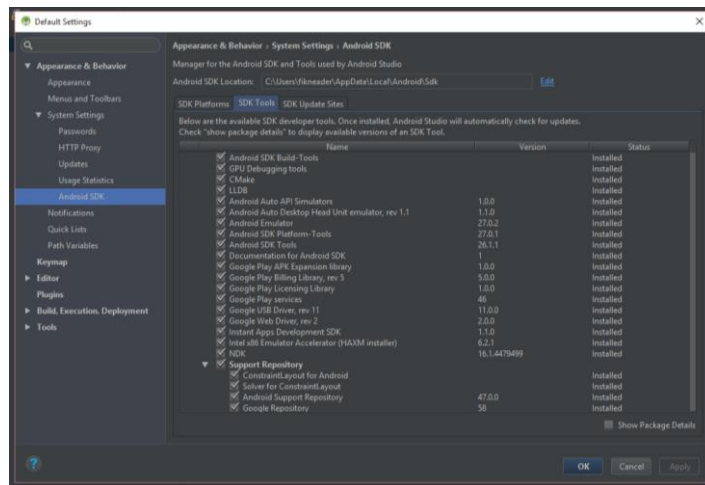 Default Settings
Appearance & Behavior › System Settings › Android SDK
Manager for the Android SDK and Tools used by Android Studio
Android SDK Location: C:\Users\fikneader\AppData\Local\Android\Sdk Edit
Appearance & Behavior
Appearance
Menus and Toolbars
System Settings
Passwords
HTTP Proxy
Updates
Usage Statistics
Android SDK
Notifications
Quick Lists
Path Variables
Keymap
Editor
Plugins
Build, Execution, Deployment
Tools
SDK Platforms SDK Tools SDK Update Sites
Below are the available SDK developer tools. Once installed, Android Studio will automatically check for updates.
Check "show package details" to display available versions of an SDK Tool.
Name Version Status
Android SDK Build-Tools Installed
GPU Debugging tools Installed
CMake Installed
LLDB Installed
Android Auto API Simulators 1.0.0 Installed
Android Auto Desktop Head Unit emulator, rev 1.1 1.1.0 Installed
Android Emulator 27.0.2 Installed
Android SDK Platform-Tools 27.0.1 Installed
Android SDK Tools 26.1.1 Installed
Documentation for Android SDK 1 Installed
Google Play APK Expansion library 1.0.0 Installed
Google Play Billing Library, rev 5 5.0.0 Installed
Google Play Licensing Library 1.0.0 Installed
Google Play services 46 Installed
Google USB Driver, rev 11 11.0.0 Installed
Google Web Driver, rev 2 2.0.0 Installed
Instant Apps Development SDK 1.1.0 Installed
Intel x86 Emulator Accelerator (HAXM installer) 6.2.1 Installed
NDK 16.1.4479499 Installed
Support Repository
ConstraintLayout for Android Installed
Solver for ConstraintLayout Installed
Android Support Repository 47.0.0 Installed
Google Repository 58 Installed
Show Package Details
? OK Cancel Apply